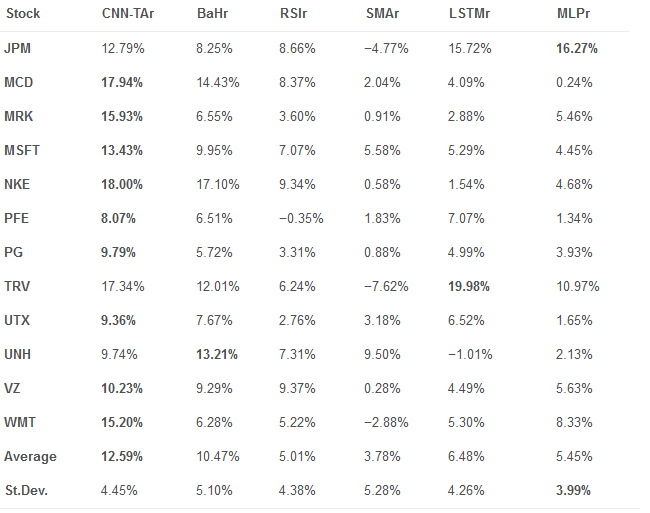 Stock CNN-TAr BaHr RSIr SMAr LSTMr MLPr
JPM 12.79% 8.25% 8.66% −4.77% 15.72% 16.27%
MCD 17.94% 14.43% 8.37% 2.04% 4.09% 0.24%
MRK 15.93% 6.55% 3.60% 0.91% 2.88% 5.46%
MSFT 13.43% 9.95% 7.07% 5.58% 5.29% 4.45%
NKE 18.00% 17.10% 9.34% 0.58% 1.54% 4.68%
PFE 8.07% 6.51% −0.35% 1.83% 7.07% 1.34%
PG 9.79% 5.72% 3.31% 0.88% 4.99% 3.93%
TRV 17.34% 12.01% 6.24% −7.62% 19.98% 10.97%
UTX 9.36% 7.67% 2.76% 3.18% 6.52% 1.65%
UNH 9.74% 13.21% 7.31% 9.50% −1.01% 2.13%
VZ 10.23% 9.29% 9.37% 0.28% 4.49% 5.63%
WMT 15.20% 6.28% 5.22% −2.88% 5.30% 8.33%
Average 12.59% 10.47% 5.01% 3.78% 6.48% 5.45%
St.Dev. 4.45% 5.10% 4.38% 5.28% 4.26% 3.99%